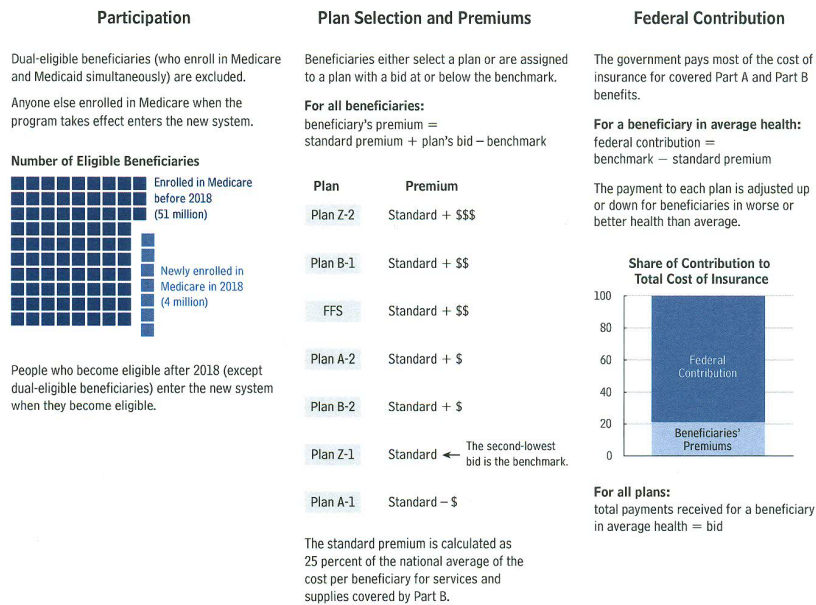 Participation
Dual-eligible beneficiaries (who enroll in Medicare
and Medicaid simultaneously) are excluded.
Anyone else enrolled in Medicare when the
program takes effect enters the new system.
Number of Eligible Beneficiaries
Enrolled in Medicare
before 2018
(51 million)
Newly enrolled in
Medicare in 2018
(4 million)
People who become eligible after 2018 (except
dual-eligible beneficiaries) enter the new system
when they become eligible.
Plan Selection and Premiums
Beneficiaries either select a plan or are assigned
to a plan with a bid at or below the benchmark.
For all beneficiaries:
beneficiary's premium =
standard premium + plan's bid – benchmark
Plan Premium
Plan Z-2 Standard + $$$
Plan B-1 Standard + $$
FFS Standard + $$
Plan A-2 Standard + $
Plan B-2 Standard + $
Plan Z-1 Standard ← The second-lowest
bid is the benchmark.
Plan A-1 Standard – $
The standard premium is calculated as
25 percent of the national average of the
cost per beneficiary for services and
supplies covered by Part B.
Federal Contribution
The government pays most of the cost of
insurance for covered Part A and Part B
benefits.
For a beneficiary in average health:
federal contribution =
benchmark – standard premium
The payment to each plan is adjusted up
or down for beneficiaries in worse or
better health than average.
Share of Contribution to
Total Cost of Insurance
100
80
60
40
20
0
Federal
Contribution
Beneficiaries'
Premiums
For all plans:
total payments received for a beneficiary
in average health = bid